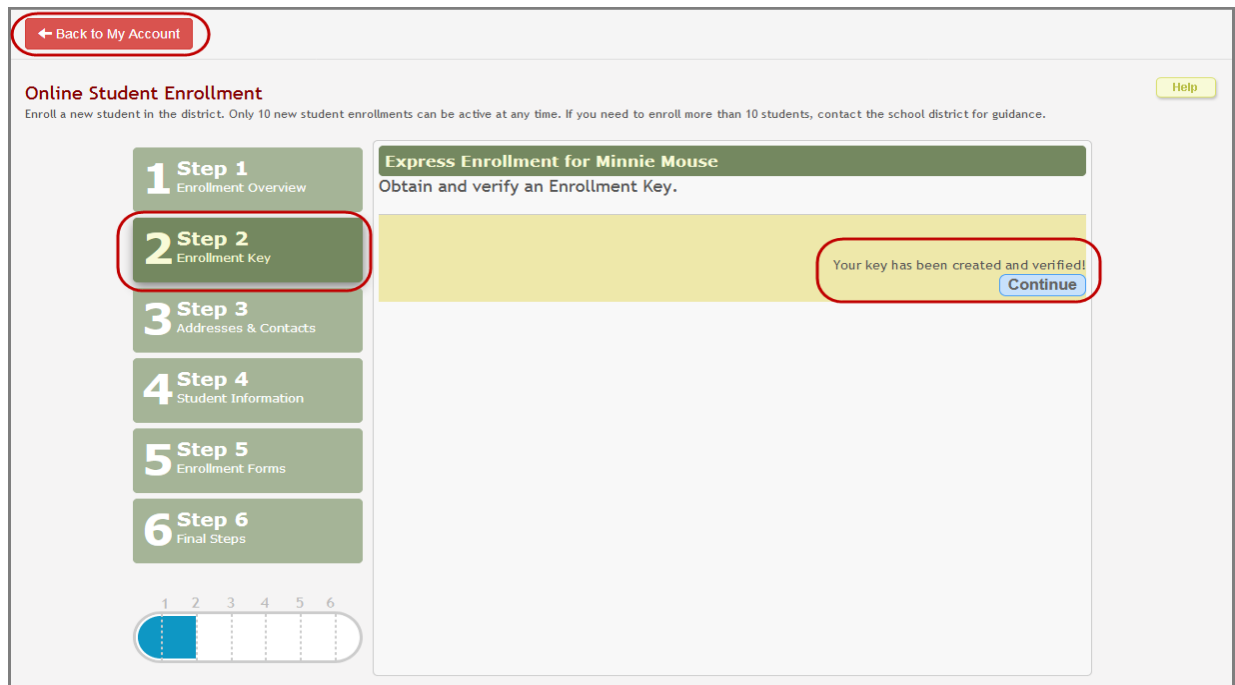 Back to My Account
Online Student Enrollment
Help
Enroll a new student in the district. Only 10 new student enrollments can be active at any time. If you need to enroll more than 10 students, contact the school district for guidance.
1 Step 1
Enrollment Overview
2 Step 2
Enrollment Key
3 Step 3
Addresses & Contacts
4 Step 4
Student Information
5 Step 5
Enrollment Forms
6 Step 6
Final Steps
1 2 3 4 5 6
Express Enrollment for Minnie Mouse
Obtain and verify an Enrollment Key.
Your key has been created and verified!
Continue